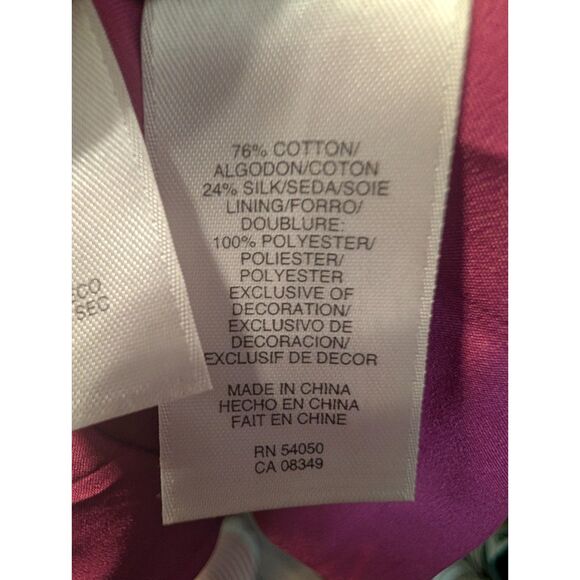 76% COTTON/
ALGODON/COTON
24% SILK/SEDA/SOIE
LINING/FORRO/
DOUBLURE:
100% POLYESTER/
POLIESTER/
POLYESTER
EXCLUSIVE OF
DECORATION/
EXCLUSIVO DE
DECORACION/
EXCLUSIF DE DECOR
MADE IN CHINA
HECHO EN CHINA
FAIT EN CHINE
RN 54050
CA 08349
SEC